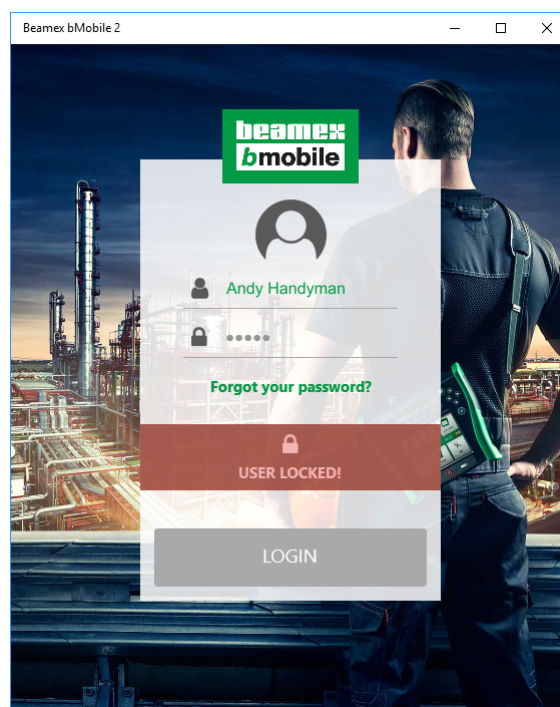 Beamex bMobile 2
beamex
bmobile
Andy Handyman
•••••
Forgot your password?
USER LOCKED!
LOGIN